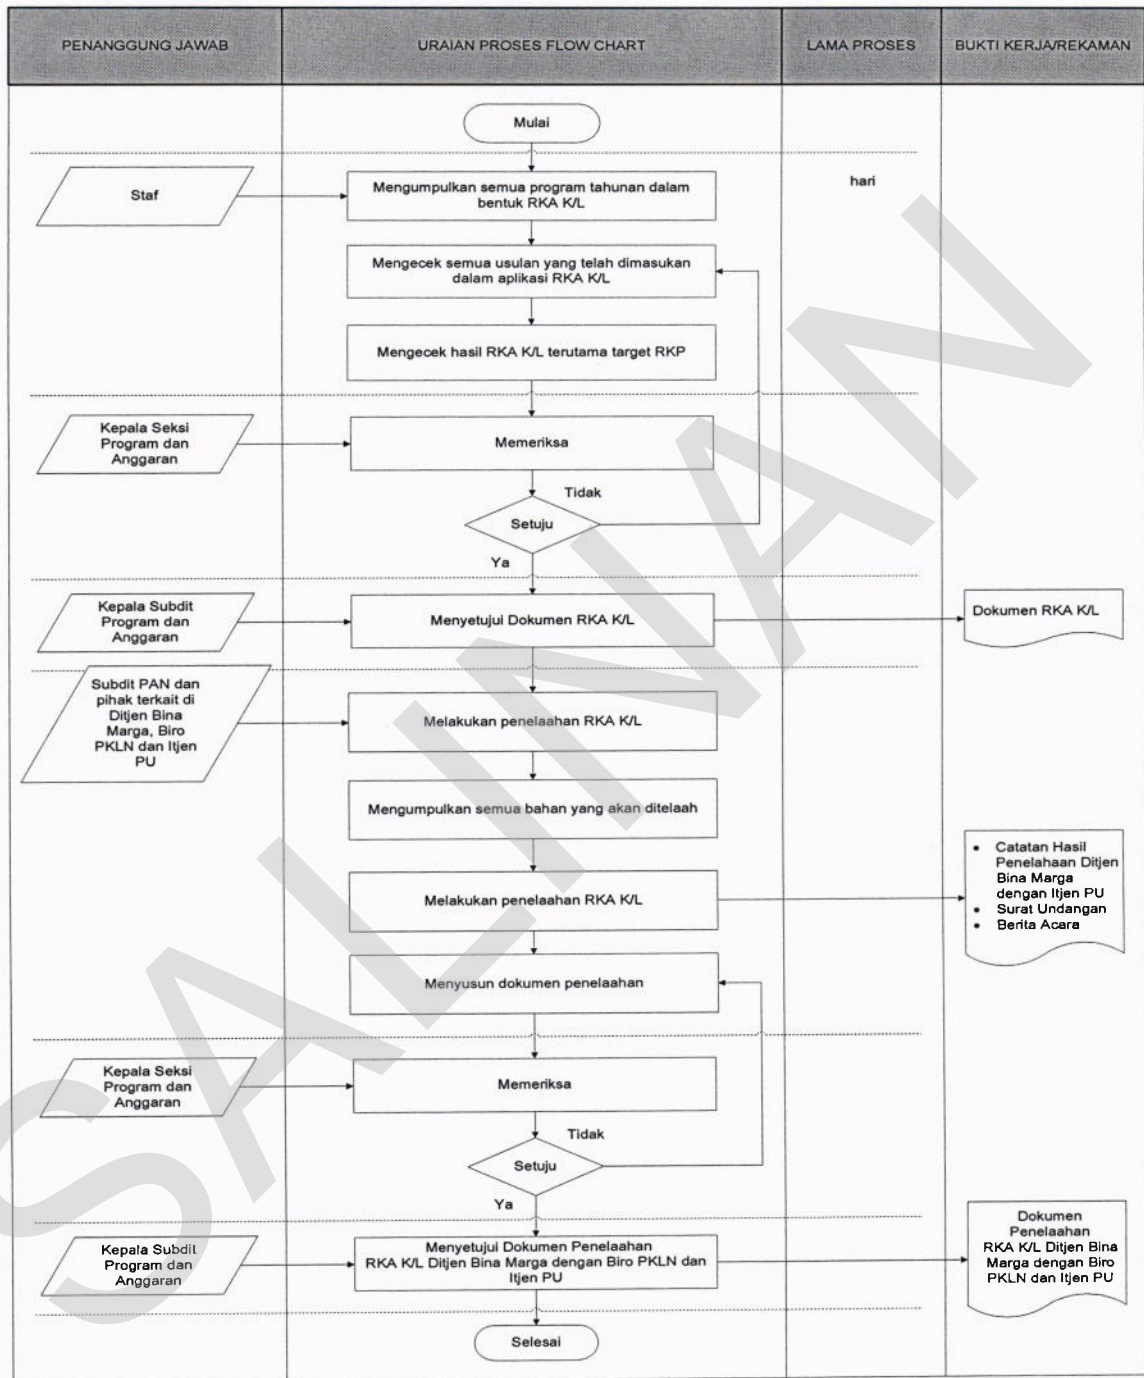 PENANGGUNG JAWAB
URAIAN PROSES FLOW CHART
LAMA PROSES
BUKTI KERJA/REKAMAN
Mulai
Staf
Mengumpulkan semua program tahunan dalam
bentuk RKA K/L
hari
Mengecek semua usulan yang telah dimasukan
dalam aplikasi RKA K/L
Mengecek hasil RKA K/L terutama target RKP
Kepala Seksi
Program dan
Anggaran
Memeriksa
Tidak
Setuju
Ya
Kepala Subdit
Program dan
Anggaran
Menyetujui Dokumen RKA K/L
Dokumen RKA K/L
Subdit PAN dan
pihak terkait di
Ditjen Bina
Marga, Biro
PKLN dan Itjen
PU
Melakukan penelaahan RKA K/L
Mengumpulkan semua bahan yang akan ditelaah
Melakukan penelaahan RKA K/L
• Catatan Hasil
Penelahaan Ditjen
Bina Marga
dengan Itjen PU
• Surat Undangan
• Berita Acara
Menyusun dokumen penelaahan
Kepala Seksi
Program dan
Anggaran
Memeriksa
Tidak
Setuju
Ya
Kepala Subdit
Program dan
Anggaran
Menyetujui Dokumen Penelaahan
RKA K/L Ditjen Bina Marga dengan Biro PKLN dan
Itjen PU
Dokumen
Penelaahan
RKA K/L Ditjen Bina
Marga dengan Biro
PKLN dan Itjen PU
Selesai
SALINAN